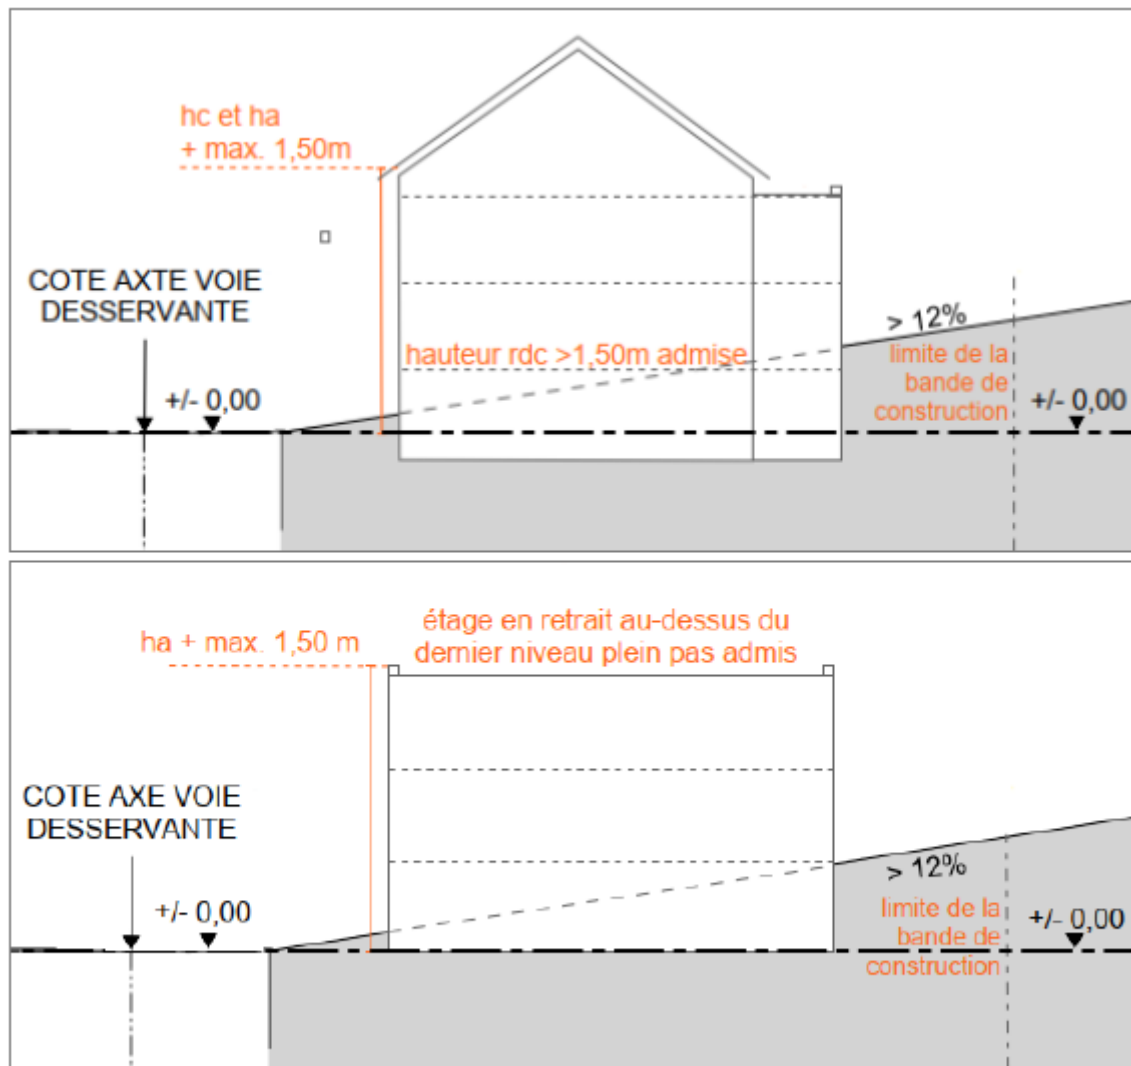 hc et ha
+ max. 1,50m
COTE AXTE VOIE
DESSERVANTE
+/- 0,00
hauteur rdc >1,50m admise
> 12%
limite de la
bande de
construction
+/- 0,00
étage en retrait au-dessus du
dernier niveau plein pas admis
ha + max. 1,50 m
COTE AXE VOIE
DESSERVANTE
+/- 0,00
> 12%
limite de la
bande de
construction
+/- 0,00